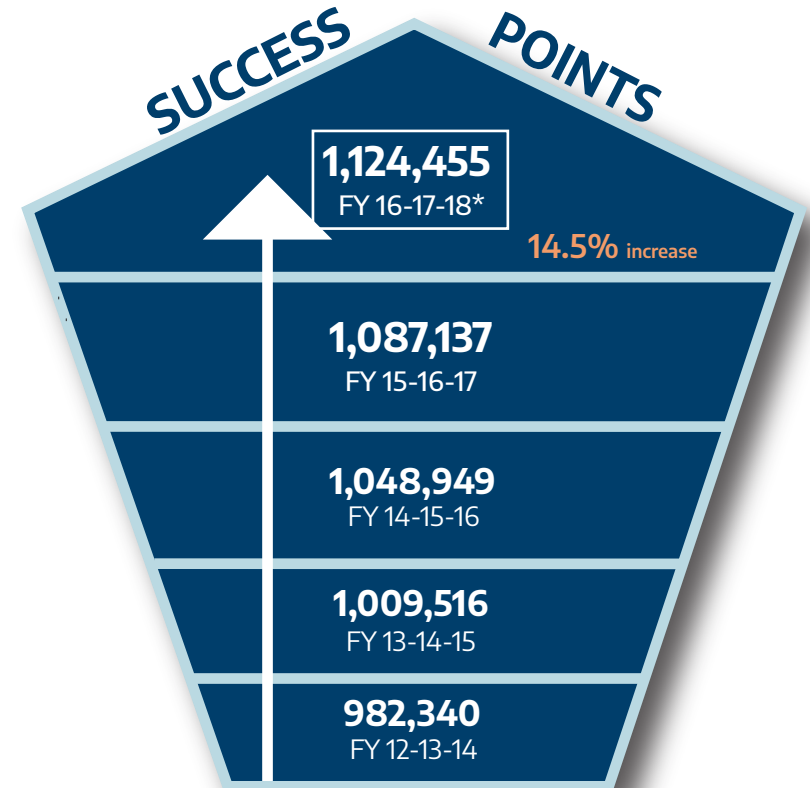 SUCCESS POINTS
1,124,455
FY 16-17-18*
14.5% increase
1,087,137
FY 15-16-17
1,048,949
FY 14-15-16
1,009,516
FY 13-14-15
982,340
FY 12-13-14